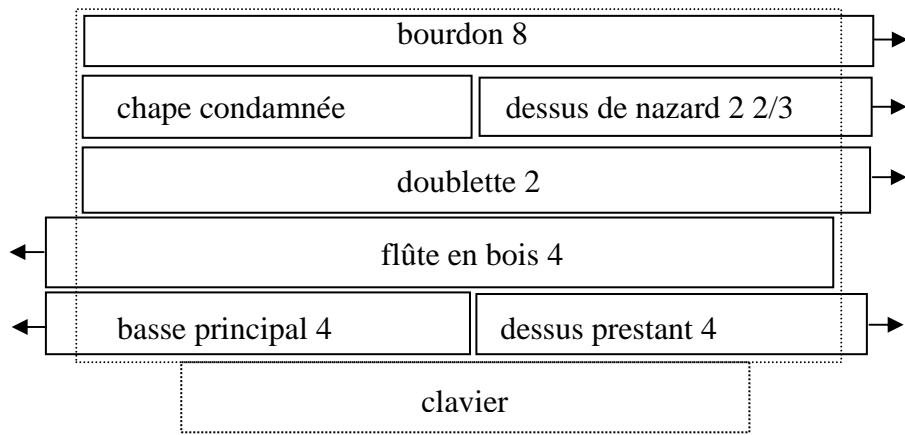 bourdon 8
chape condamnée
dessus de nazard 2 2/3
doublette 2
flûte en bois 4
basse principal 4
dessus prestant 4
clavier